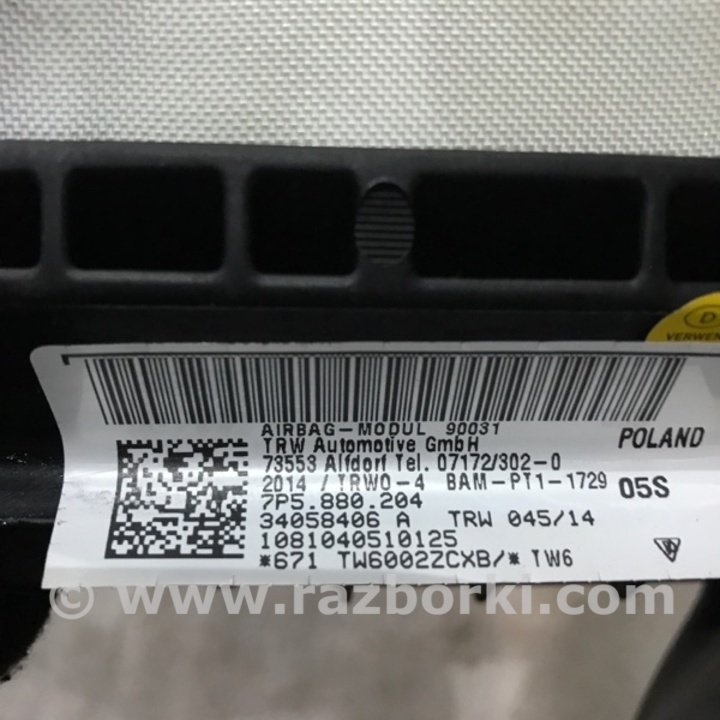 D
VERWEN
AIRBAG-MODUL 90031
TRW Automotive GmbH
73553 Alfdorf Tel. 07172/302-0
2014 / TRWO-4 BAM-PT1-1729
7P5.880.204
34058406 A TRW 045/14
1081040510125
*671 TW6002ZCXB/* TW6
POLAND
05S
© www.razborki.com